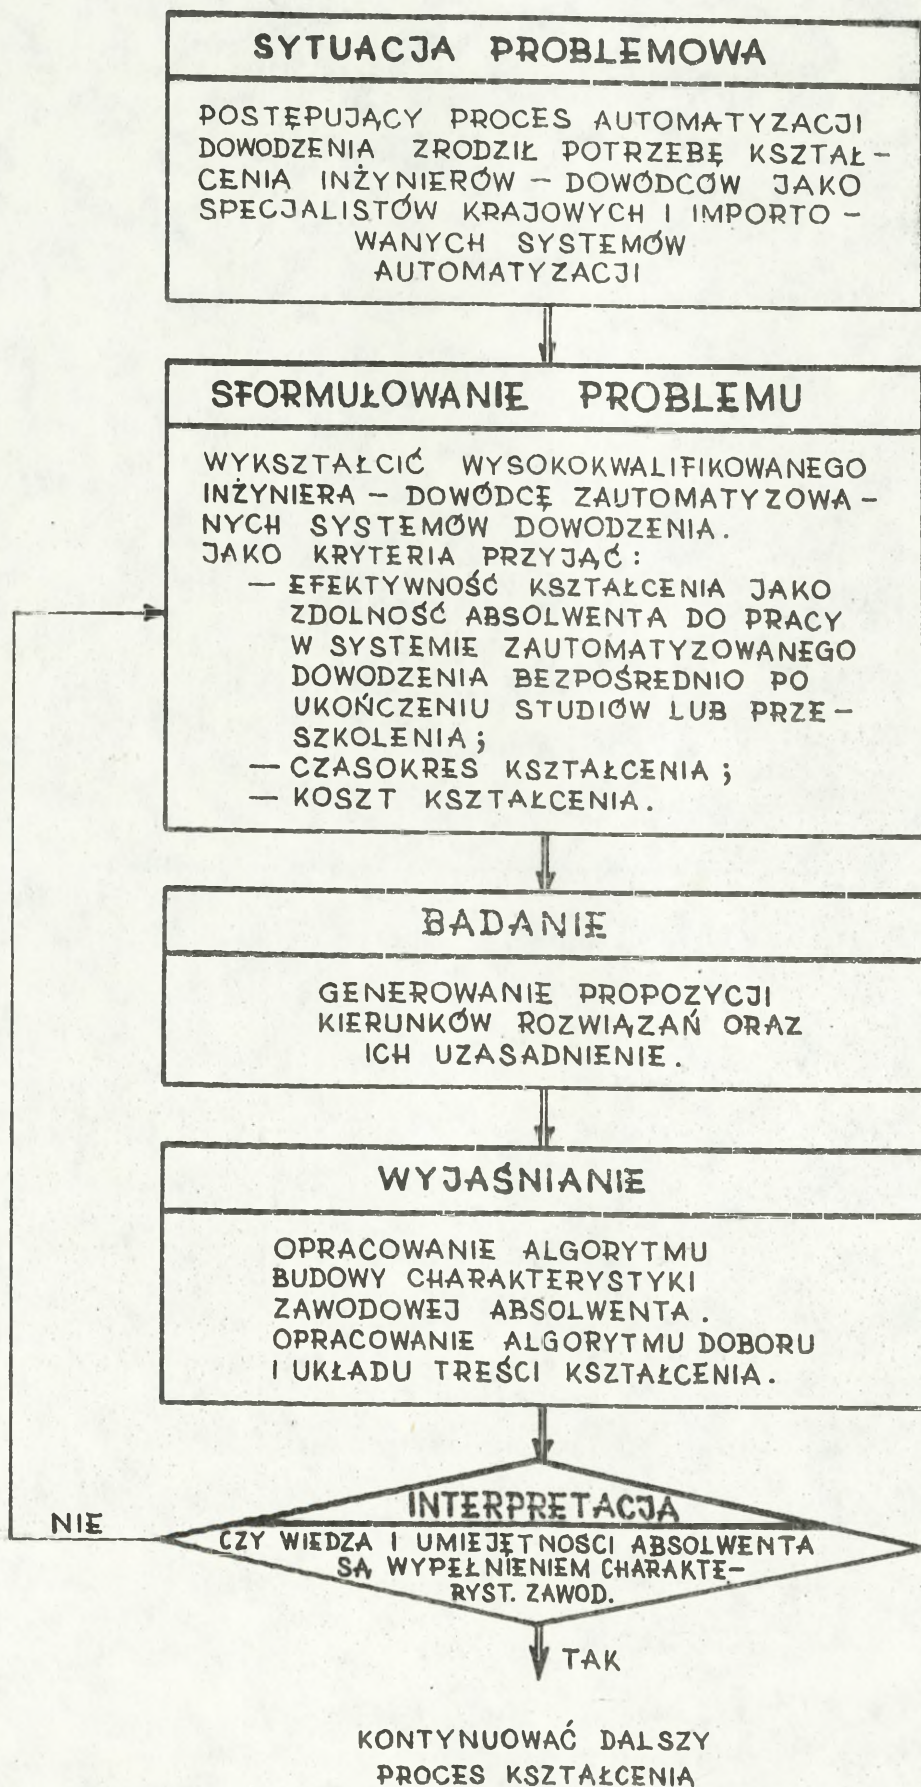 SYTUACJA PROBLEMOWA
POSTĘPUJĄCY PROCES AUTOMATYZACJI
DOWODZENIA ZRODZIŁ POTRZEBĘ KSZTAŁ-
CENIA INŻYNIERÓW – DOWÓDCÓW JAKO
SPECJALISTÓW KRAJOWYCH I IMPORTO-
WANYCH SYSTEMÓW
AUTOMATYZACJI
SFORMUŁOWANIE PROBLEMU
WYKSZTAŁCIĆ WYSOKOKWALIFIKOWANEGO
INŻYNIERA – DOWÓDCĘ ZAUTOMATYZOWA-
NYCH SYSTEMÓW DOWODZENIA.
JAKO KRYTERIA PRZYJĄĆ:
– EFEKTYWNOŚĆ KSZTAŁCENIA JAKO
ZDOLNOŚĆ ABSOLWENTA DO PRACY
W SYSTEMIE ZAUTOMATYZOWANEGO
DOWODZENIA BEZPOŚREDNIO PO
UKOŃCZENIU STUDIÓW LUB PRZE-
SZKOLENIA;
– CZASOKRES KSZTAŁCENIA;
– KOSZT KSZTAŁCENIA.
BADANIE
GENEROWANIE PROPOZYCJI
KIERUNKÓW ROZWIĄZAŃ ORAZ
ICH UZASADNIENIE.
WYJAŚNIANIE
OPRACOWANIE ALGORYTMU
BUDOWY CHARAKTERYSTYKI
ZAWODOWEJ ABSOLWENTA.
OPRACOWANIE ALGORYTMU DOBORU
I UKŁADU TREŚCI KSZTAŁCENIA.
INTERPRETACJA
NIE
CZY WIEDZA I UMIEJĘTNOŚCI ABSOLWENTA
SĄ WYPEŁNIENIEM CHARAKTE-
RYST. ZAWOD.
TAK
KONTYNUOWAĆ DALSZY
PROCES KSZTAŁCENIA